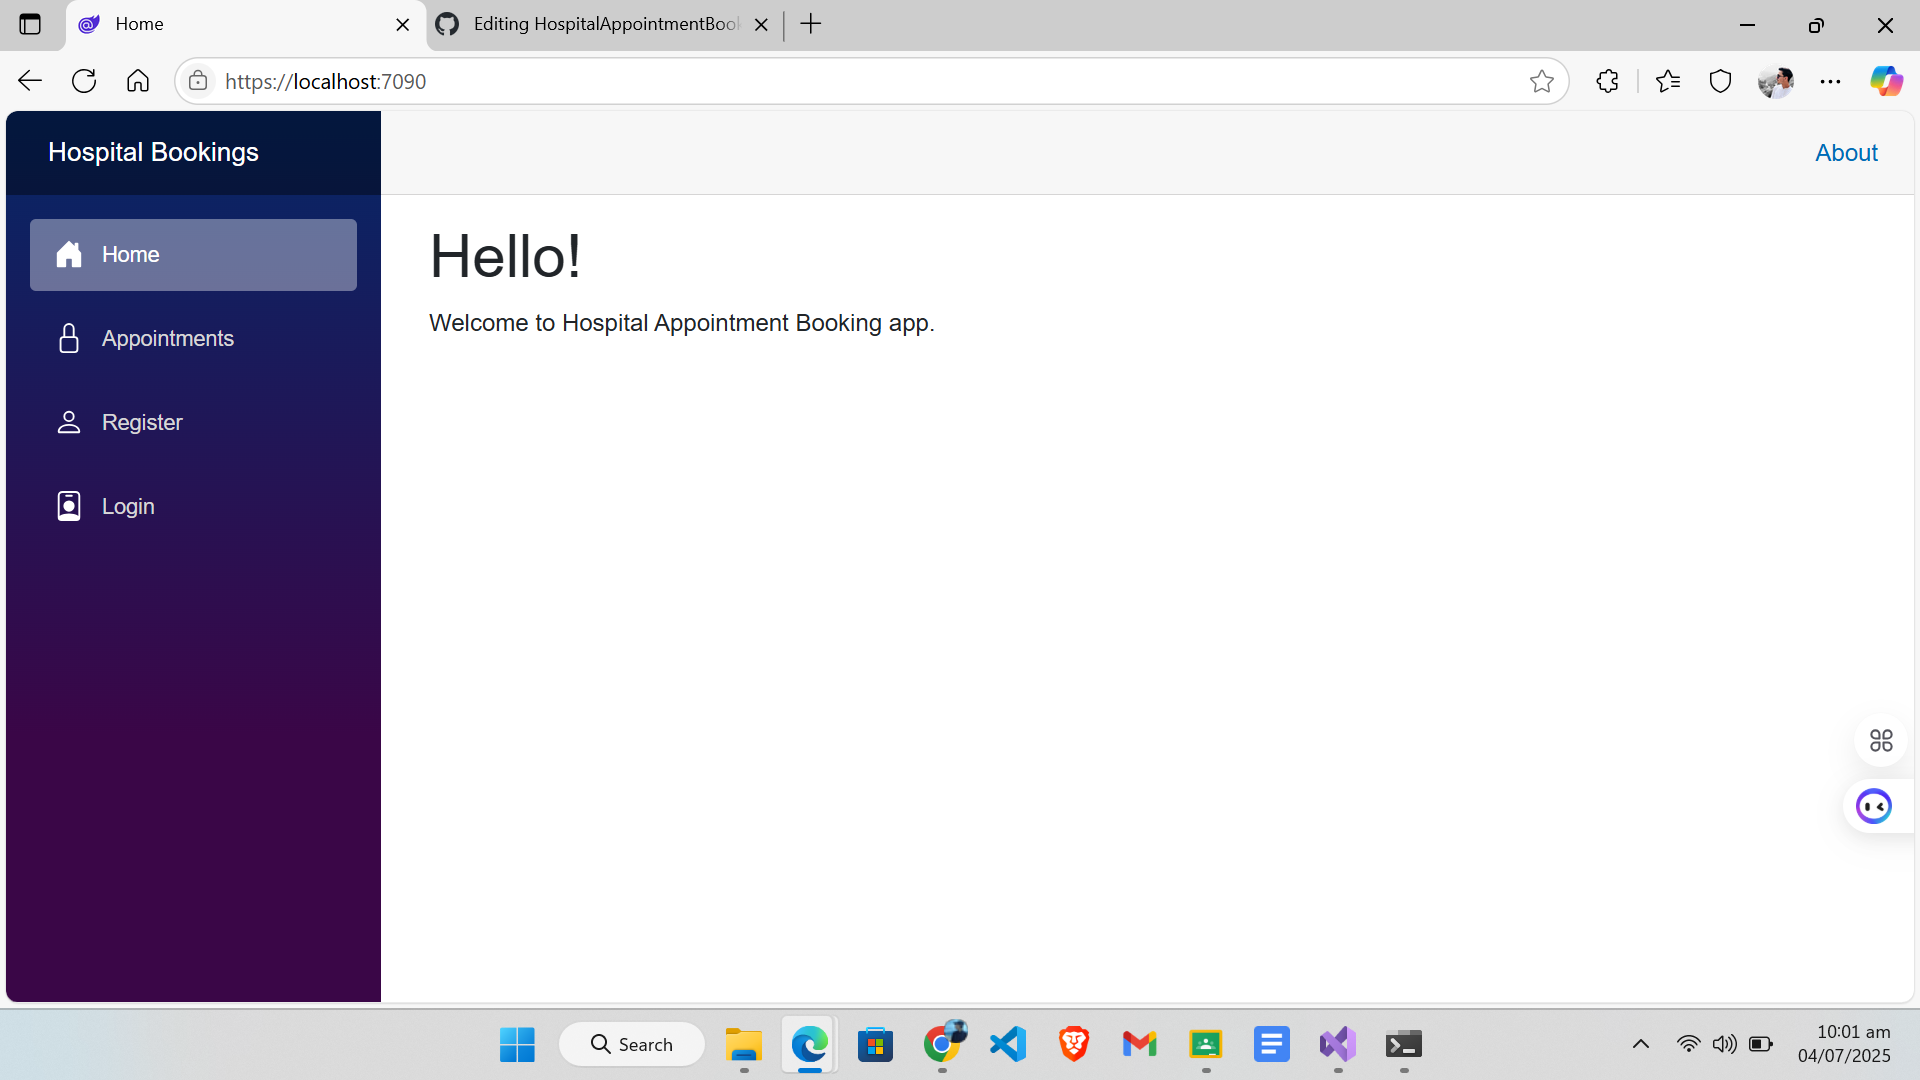 Home
Editing HospitalAppointmentBook
https://localhost:7090
Hospital Bookings
About
Home
Appointments
Register
Login
Hello!
Welcome to Hospital Appointment Booking app.
Search
10:01 am
04/07/2025